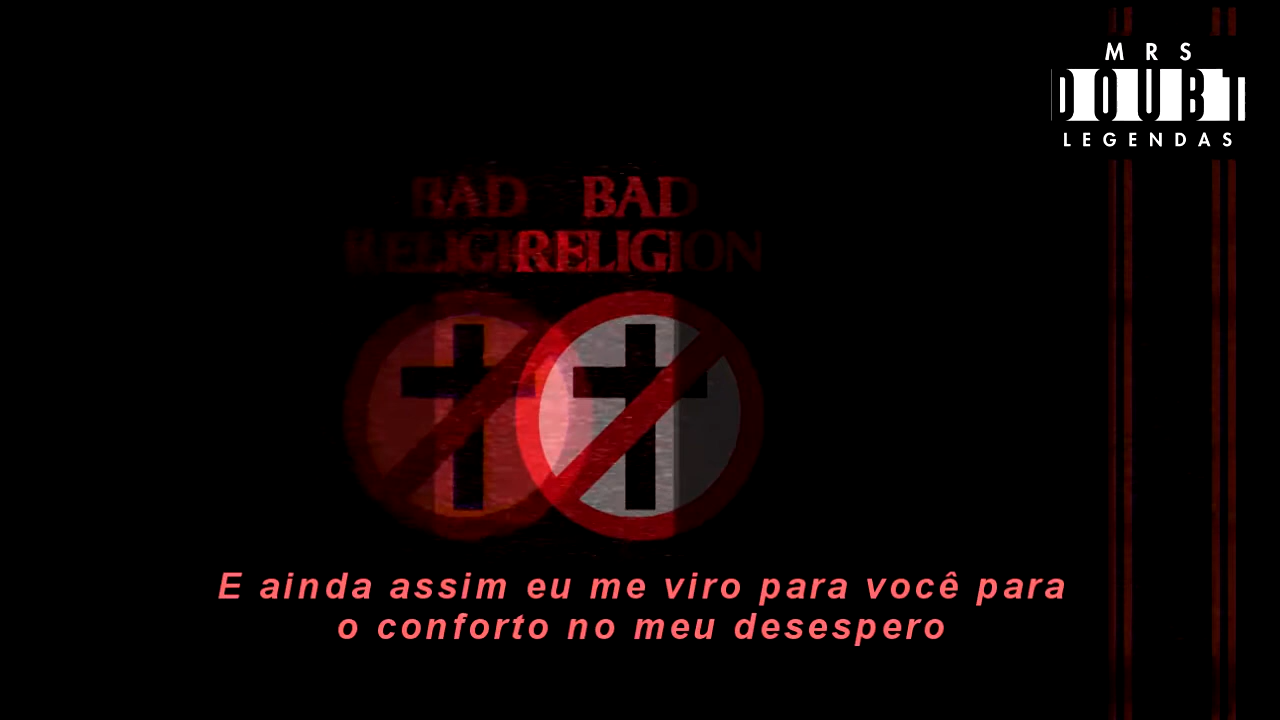 MRS
DOUBT
LEGENDAS
BAD BAD
RELIGIRELIGION
E ainda assim eu me viro para você para
o conforto no meu desespero